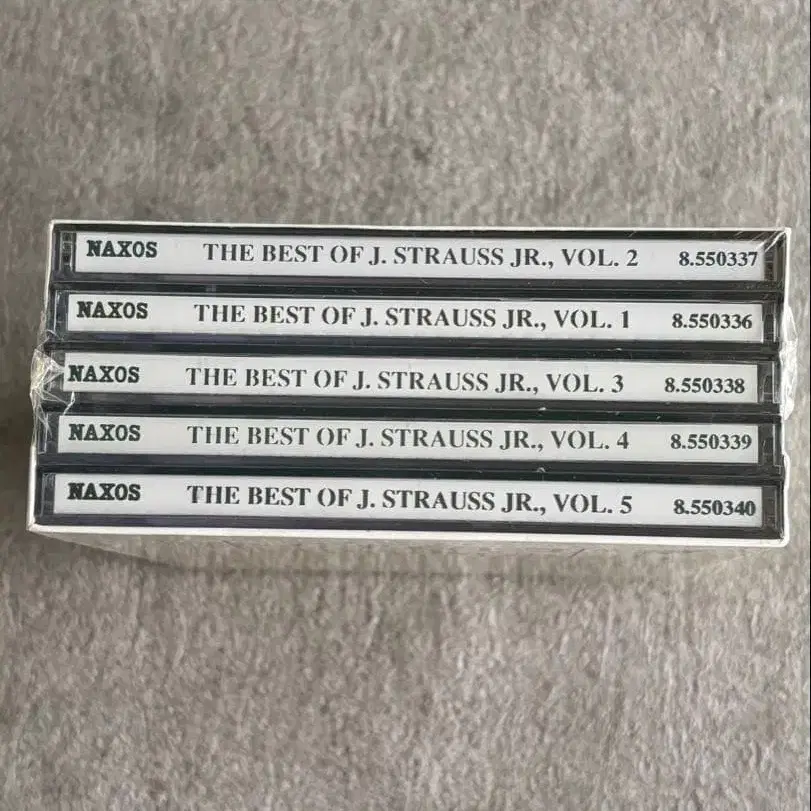 NAXOS THE BEST OF J. STRAUSS JR., VOL. 2 8.550337
NAXOS THE BEST OF J. STRAUSS JR., VOL. 1 8.550336
NAXOS THE BEST OF J. STRAUSS JR., VOL. 3 8.550338
NAXOS THE BEST OF J. STRAUSS JR., VOL. 4 8.550339
NAXOS THE BEST OF J. STRAUSS JR., VOL. 5 8.550340